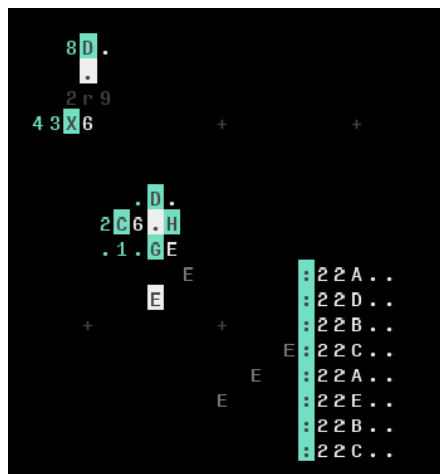 8D.
.
2r9
43X6 + +
.D.
2C6.H
.1.GE
E :22A..
E :22D..
+ + :22B..
E :22C..
E :22A..
E :22E..
:22B..
:22C..